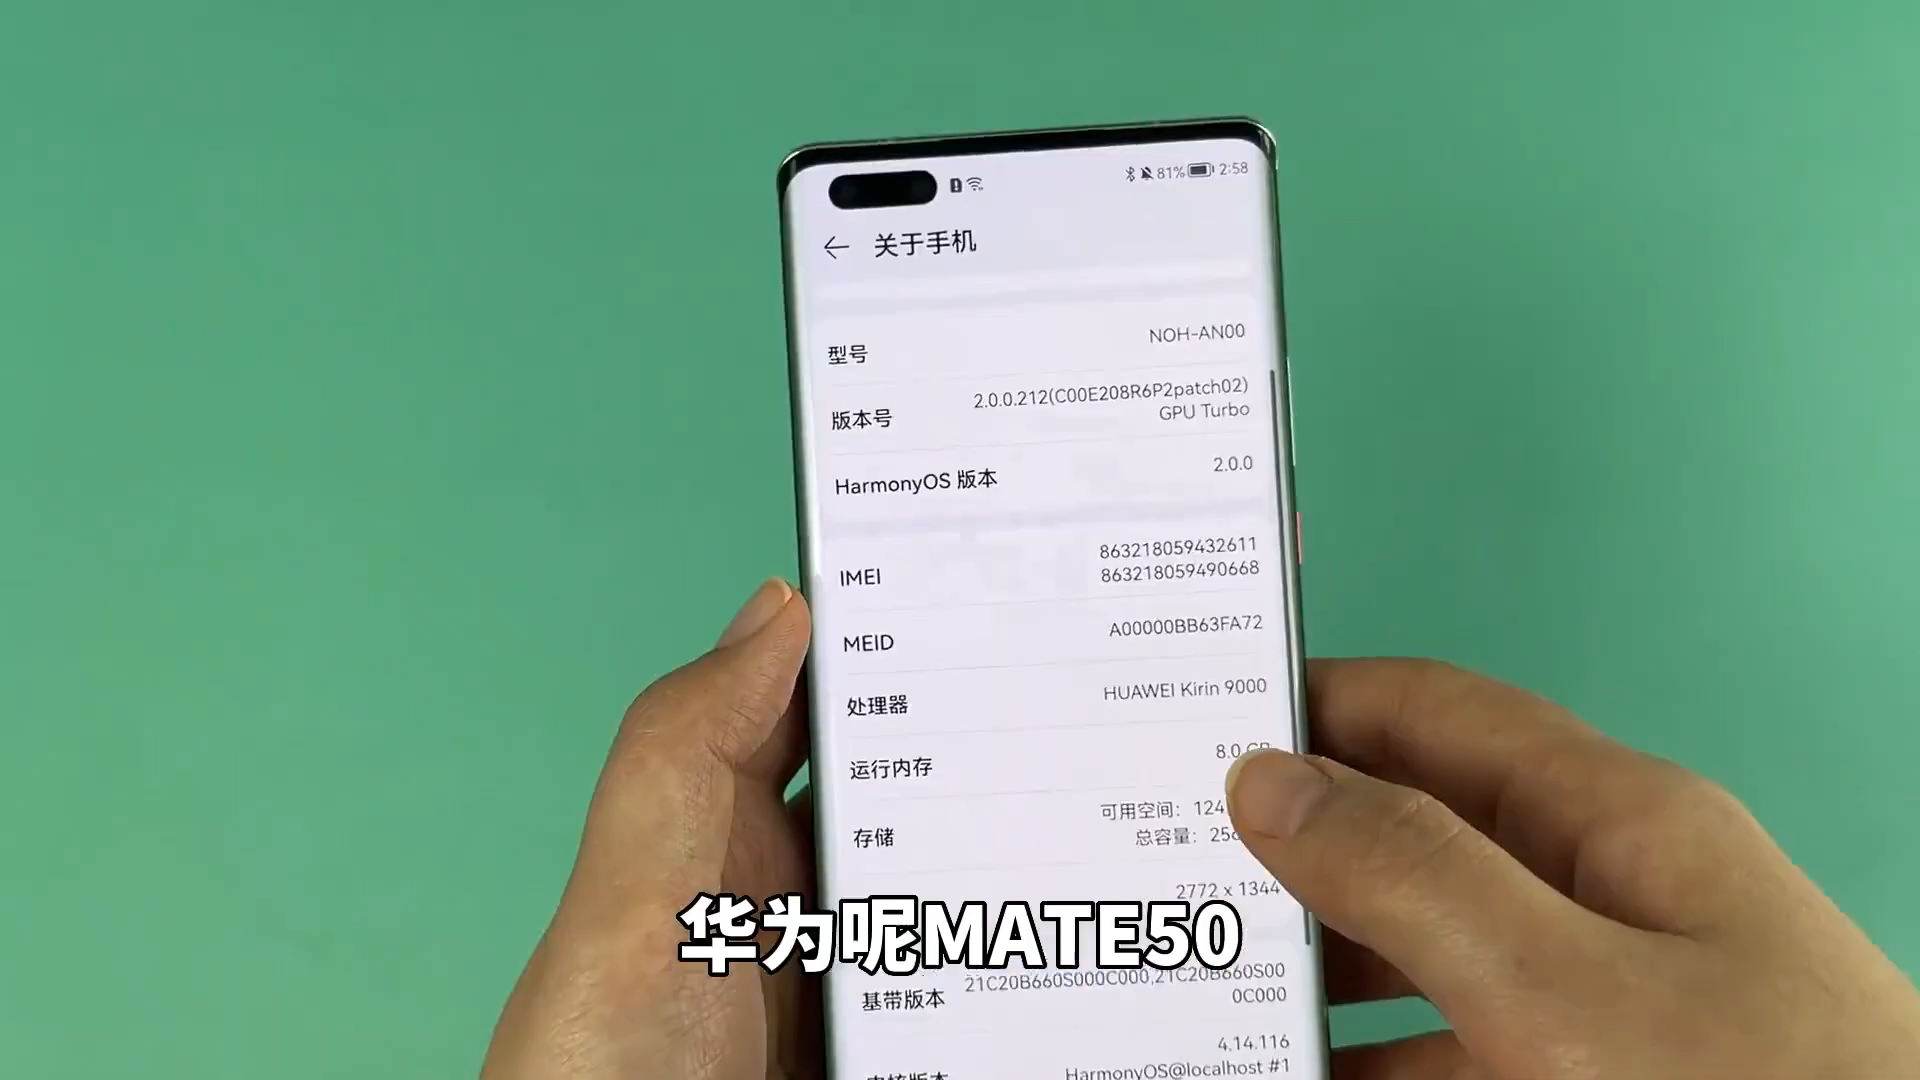 81% 2:58
关于手机
型号 NOH-AN00
版本号 2.0.0.212(C00E208R6P2patch02)
GPU Turbo
HarmonyOS 版本 2.0.0
IMEI 863218059432611
863218059490668
MEID A00000BB63FA72
处理器 HUAWEI Kirin 9000
运行内存 8.0 GB
存储 可用空间: 124
总容量: 256
2772 x 1344
华为呢MATE50
基带版本 21C20B660S000C000,21C20B660S00
0C000
4.14.116
HarmonyOS@localhost #1